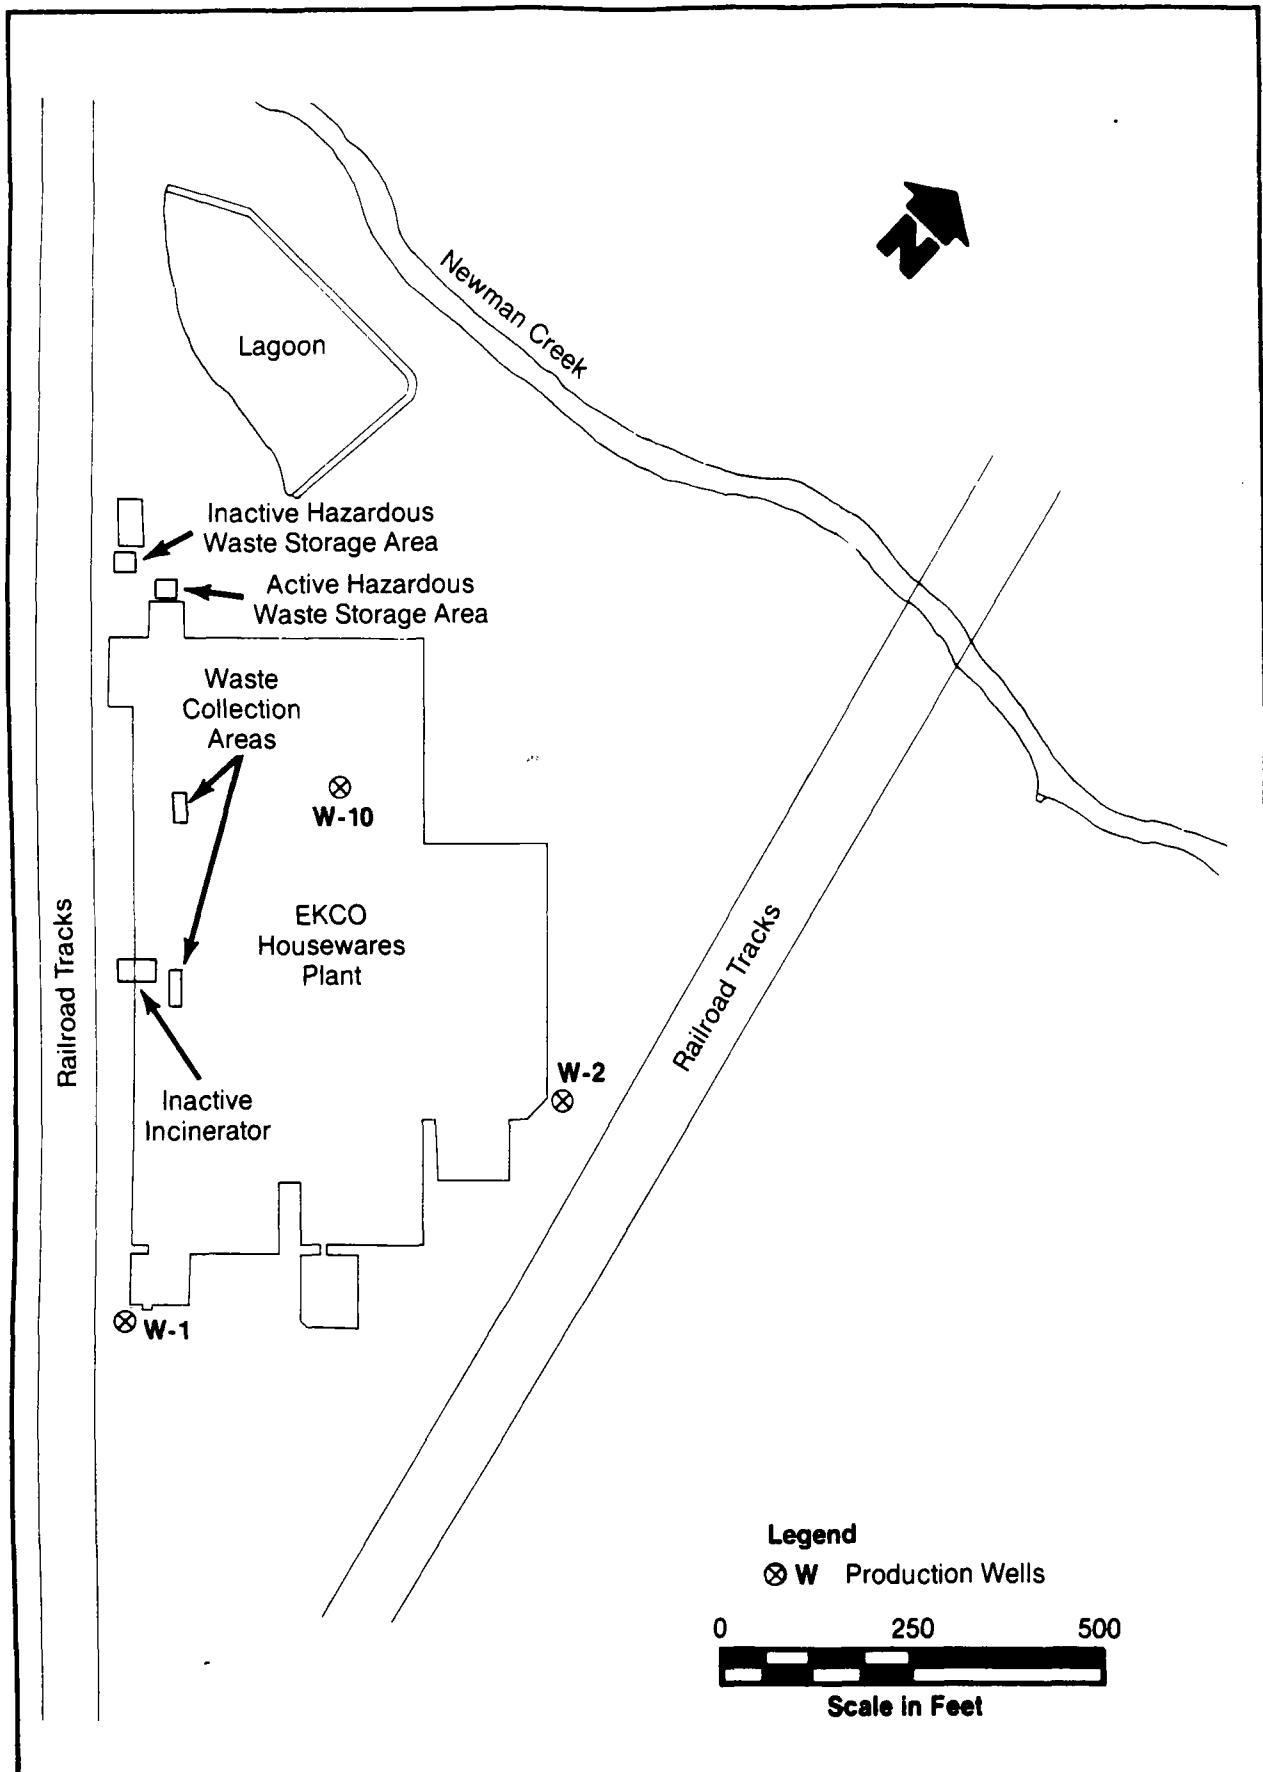 N
Newman Creek
Lagoon
Inactive Hazardous
Waste Storage Area
Active Hazardous
Waste Storage Area
Waste
Collection
Areas
W-10
EKCO
Housewares
Plant
Railroad Tracks
Railroad Tracks
W-2
Inactive
Incinerator
W-1
Legend
W Production Wells
0 250 500
Scale in Feet